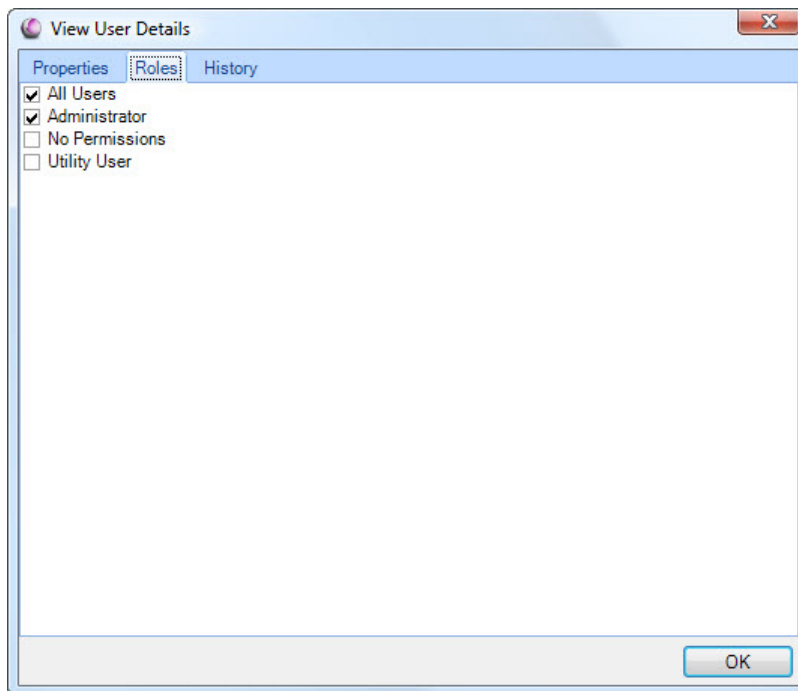 View User Details
Properties Roles History
All Users
Administrator
No Permissions
Utility User
OK